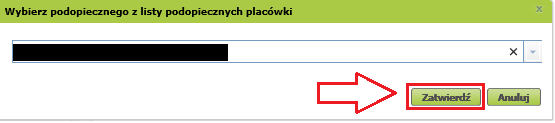 Wybierz podopiecznego z listy podopiecznych placówki
Zatwierdź Anuluj